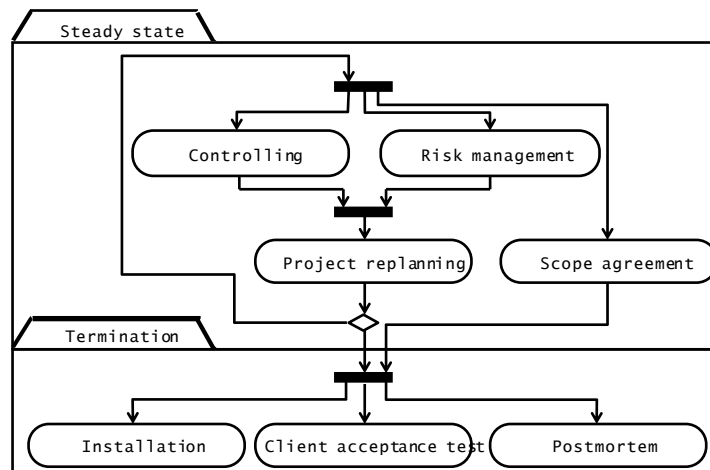 Steady state
Controlling
Risk management
Project replanning
Scope agreement
Termination
Installation
Client acceptance test
Postmortem